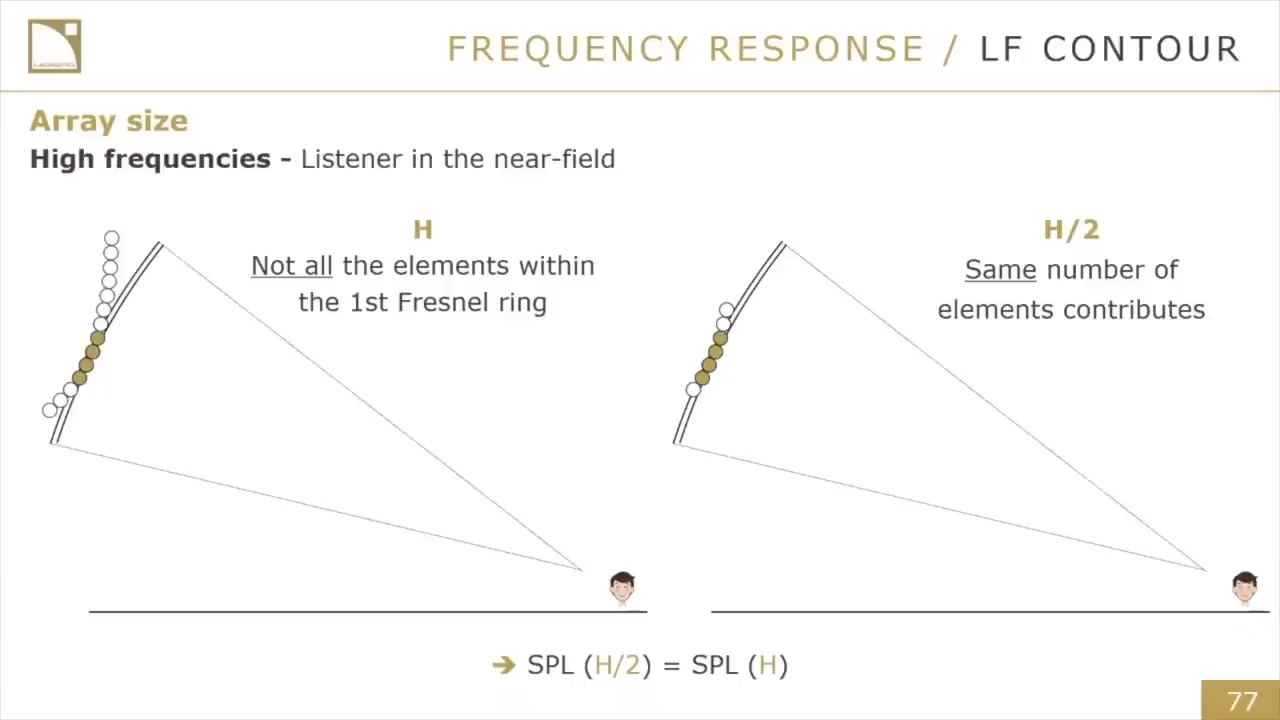 FREQUENCY RESPONSE / LF CONTOUR
Array size
High frequencies - Listener in the near-field
H
Not all the elements within
the 1st Fresnel ring
H/2
Same number of
elements contributes
➔ SPL (H/2) = SPL (H)
77